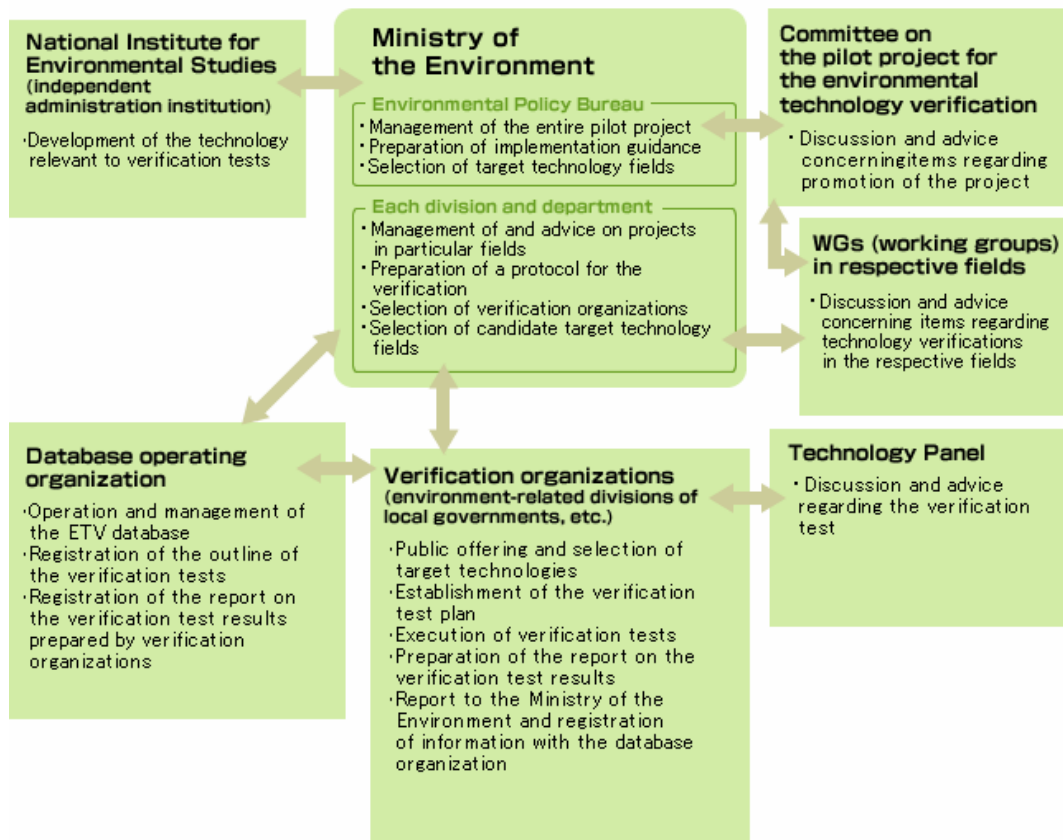 National Institute for
Environmental Studies
(independent
administration institution)
·Development of the technology
relevant to verification tests
Ministry of
the Environment
Environmental Policy Bureau
·Management of the entire pilot project
·Preparation of implementation guidance
·Selection of target technology fields
Each division and department
·Management of and advice on projects
in particular fields
·Preparation of a protocol for the
verification
·Selection of verification organizations
·Selection of candidate target technology
fields
Committee on
the pilot project for
the environmental
technology verification
·Discussion and advice
concerningitems regarding
promotion of the project
WGs (working groups)
in respective fields
·Discussion and advice
concerning items regarding
technology verifications
in the respective fields
Database operating
organization
·Operation and management of
the ETV database
·Registration of the outline of
the verification tests
·Registration of the report on
the verification test results
prepared by verification
organizations
Verification organizations
(environment-related divisions of
local governments, etc.)
·Public offering and selection of
target technologies
·Establishment of the verification
test plan
·Execution of verification tests
·Preparation of the report on the
verification test results
·Report to the Ministry of the
Environment and registration
of information with the database
organization
Technology Panel
·Discussion and advice
regarding the verification
test